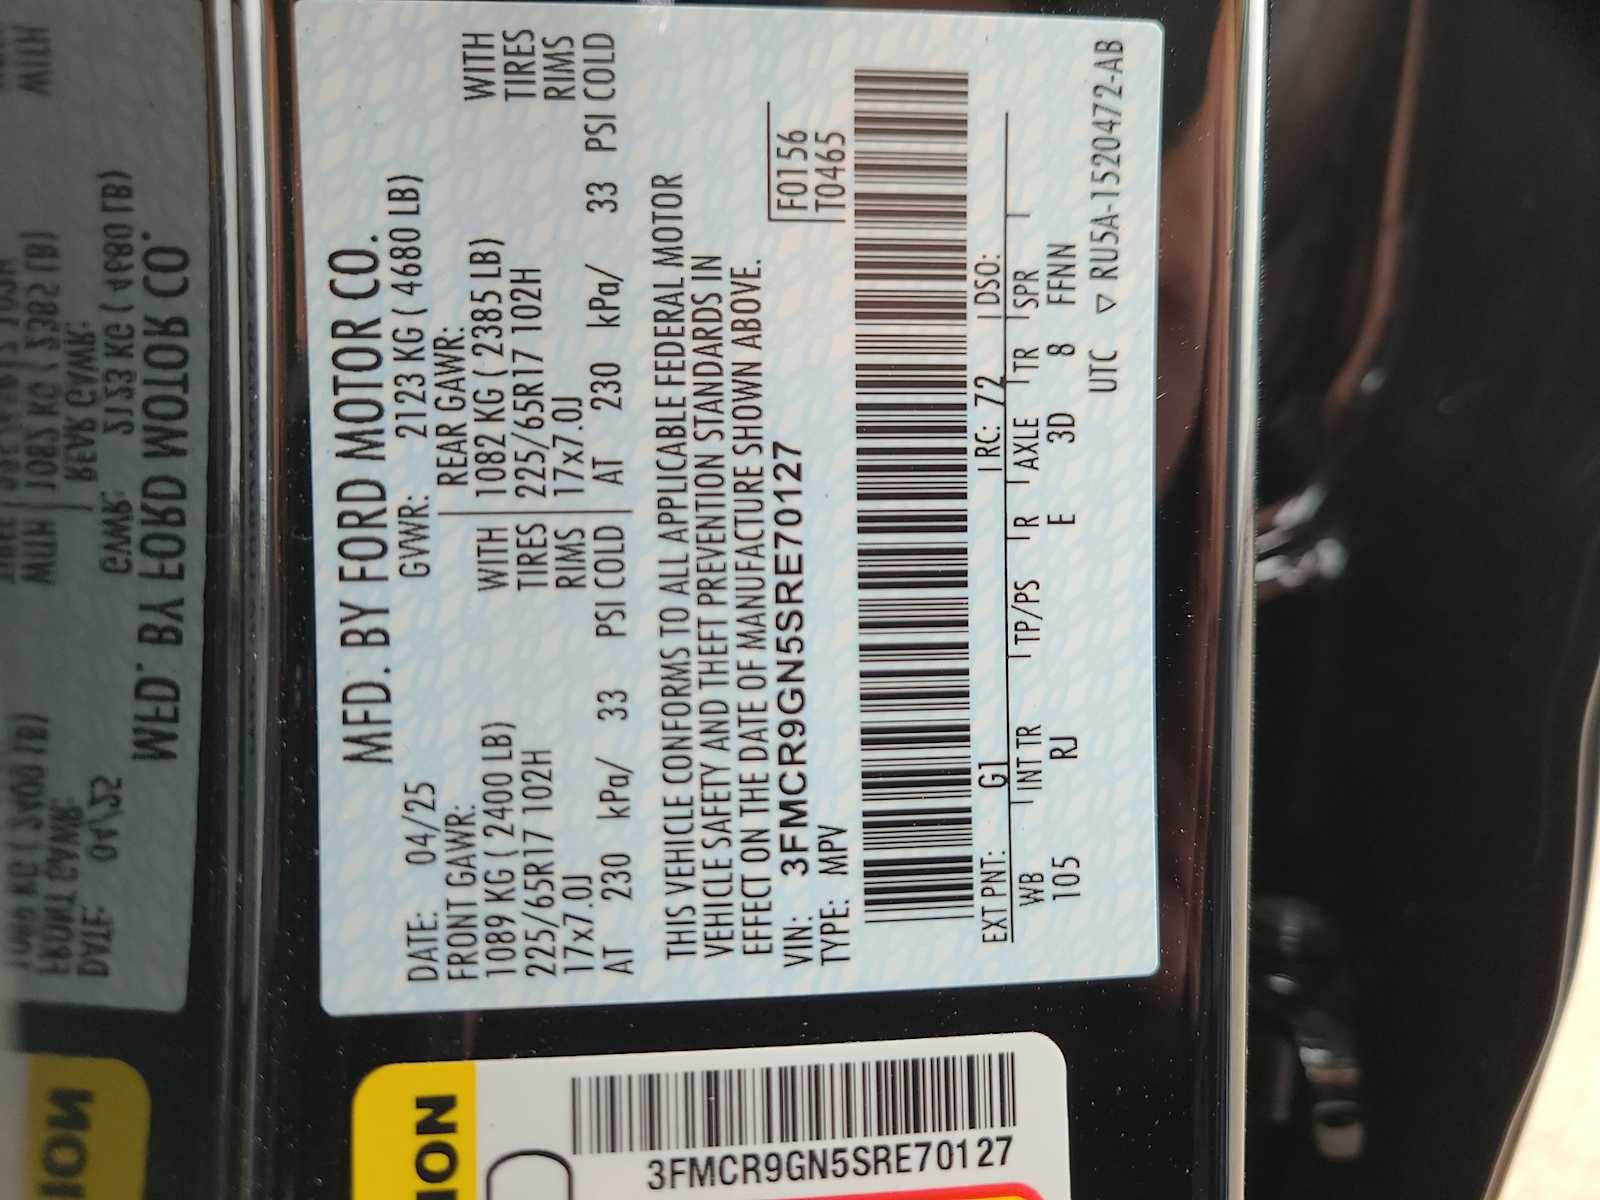 MFD. BY FORD MOTOR CO.
DATE: 04/25 GVWR: 2123 KG ( 4680 LB)
FRONT GAWR: REAR GAWR:
1089 KG ( 2400 LB) WITH 1082 KG ( 2385 LB) WITH
225/65R17 102H TIRES 225/65R17 102H TIRES
17x7.0J RIMS 17x7.0J RIMS
AT 230 kPa/ 33 PSI COLD AT 230 kPa/ 33 PSI COLD
THIS VEHICLE CONFORMS TO ALL APPLICABLE FEDERAL MOTOR
VEHICLE SAFETY AND THEFT PREVENTION STANDARDS IN
EFFECT ON THE DATE OF MANUFACTURE SHOWN ABOVE.
VIN: 3FMCR9GN5SRE70127 F0156
TYPE: MPV T0465
EXT PNT: G1 RC: 72 DSO:
WB INT TR TP/PS R AXLE TR SPR
105 RJ E 3D 8 FFNN
UTC ▽ RU5A-1520472-AB
3FMCR9GN5SRE70127